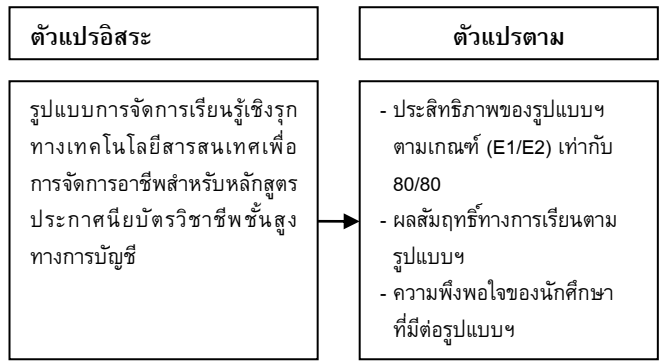 ตัวแปรอิสระ
ตัวแปรตาม
รูปแบบการจัดการเรียนรู้เชิงรุก
ทางเทคโนโลยีสารสนเทศเพื่อ
การจัดการอาชีพสำหรับหลักสูตร
ประกาศนียบัตรวิชาชีพชั้นสูง
ทางการบัญชี
- ประสิทธิภาพของรูปแบบฯ
ตามเกณฑ์ (E1/E2) เท่ากับ
80/80
- ผลสัมฤทธิ์ทางการเรียนตาม
รูปแบบฯ
- ความพึงพอใจของนักศึกษา
ที่มีต่อรูปแบบฯ